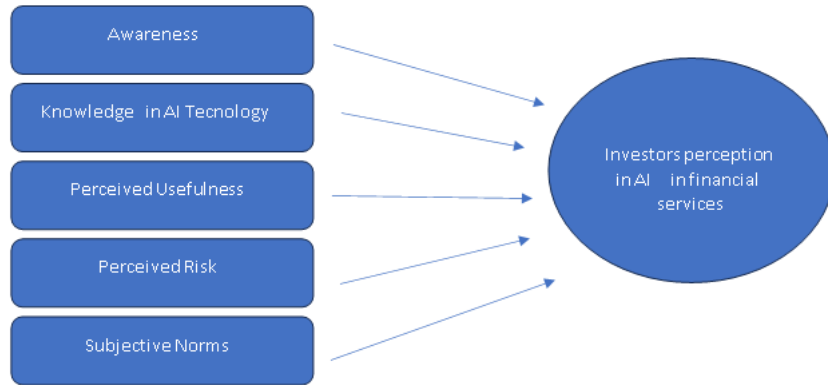 Awareness
Knowledge in AI Tecnology
Perceived Usefulness
Perceived Risk
Subjective Norms
Investors perception
in AI in financial
services